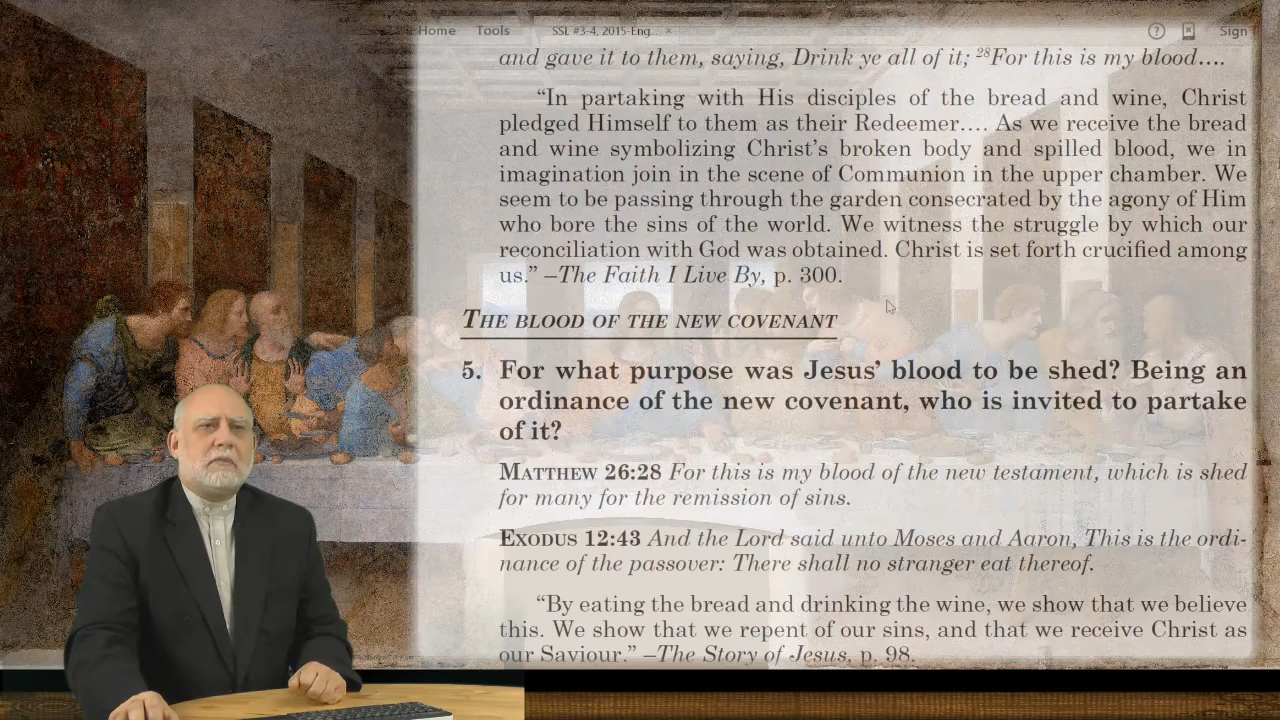 Home Tools SSL #3-4, 2015-Eng... × Sign
and gave it to them, saying, Drink ye all of it; ²⁸For this is my blood….
“In partaking with His disciples of the bread and wine, Christ
pledged Himself to them as their Redeemer…. As we receive the bread
and wine symbolizing Christ’s broken body and spilled blood, we in
imagination join in the scene of Communion in the upper chamber. We
seem to be passing through the garden consecrated by the agony of Him
who bore the sins of the world. We witness the struggle by which our
reconciliation with God was obtained. Christ is set forth crucified among
us.” –The Faith I Live By, p. 300.
THE BLOOD OF THE NEW COVENANT
5. For what purpose was Jesus’ blood to be shed? Being an
ordinance of the new covenant, who is invited to partake
of it?
MATTHEW 26:28 For this is my blood of the new testament, which is shed
for many for the remission of sins.
EXODUS 12:43 And the Lord said unto Moses and Aaron, This is the ordi-
nance of the passover: There shall no stranger eat thereof.
“By eating the bread and drinking the wine, we show that we believe
this. We show that we repent of our sins, and that we receive Christ as
our Saviour.” –The Story of Jesus, p. 98.